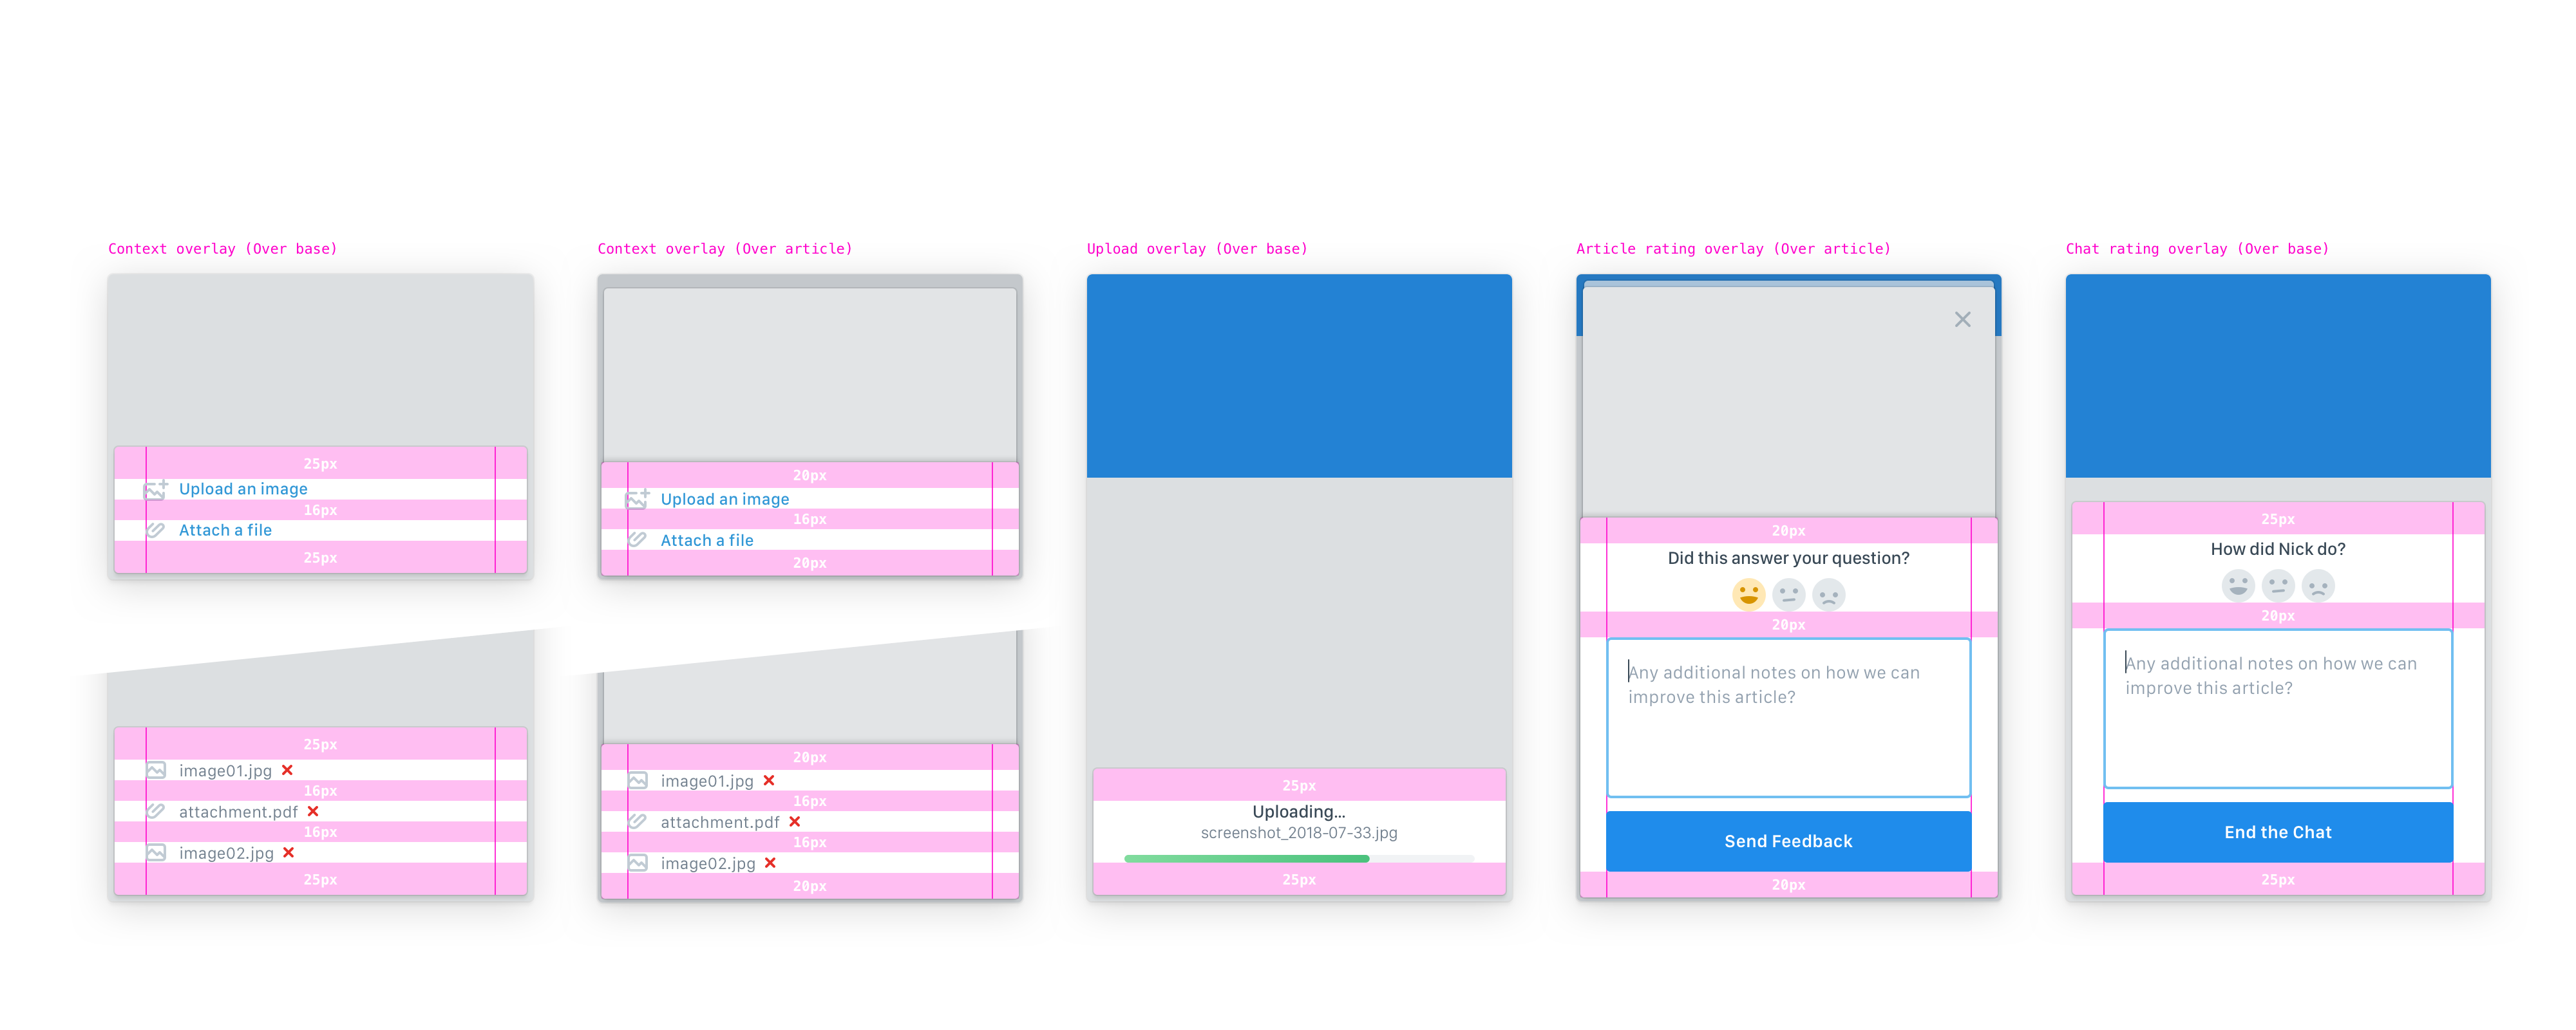 Context overlay (Over base)
25px
Upload an image
16px
Attach a file
25px
25px
image01.jpg
16px
attachment.pdf
16px
image02.jpg
25px
Context overlay (Over article)
20px
Upload an image
16px
Attach a file
20px
20px
image01.jpg
16px
attachment.pdf
16px
image02.jpg
20px
Upload overlay (Over base)
25px
Uploading...
screenshot_2018-07-33.jpg
25px
Article rating overlay (Over article)
20px
Did this answer your question?
20px
Any additional notes on how we can
improve this article?
Send Feedback
20px
Chat rating overlay (Over base)
25px
How did Nick do?
20px
Any additional notes on how we can
improve this article?
End the Chat
25px